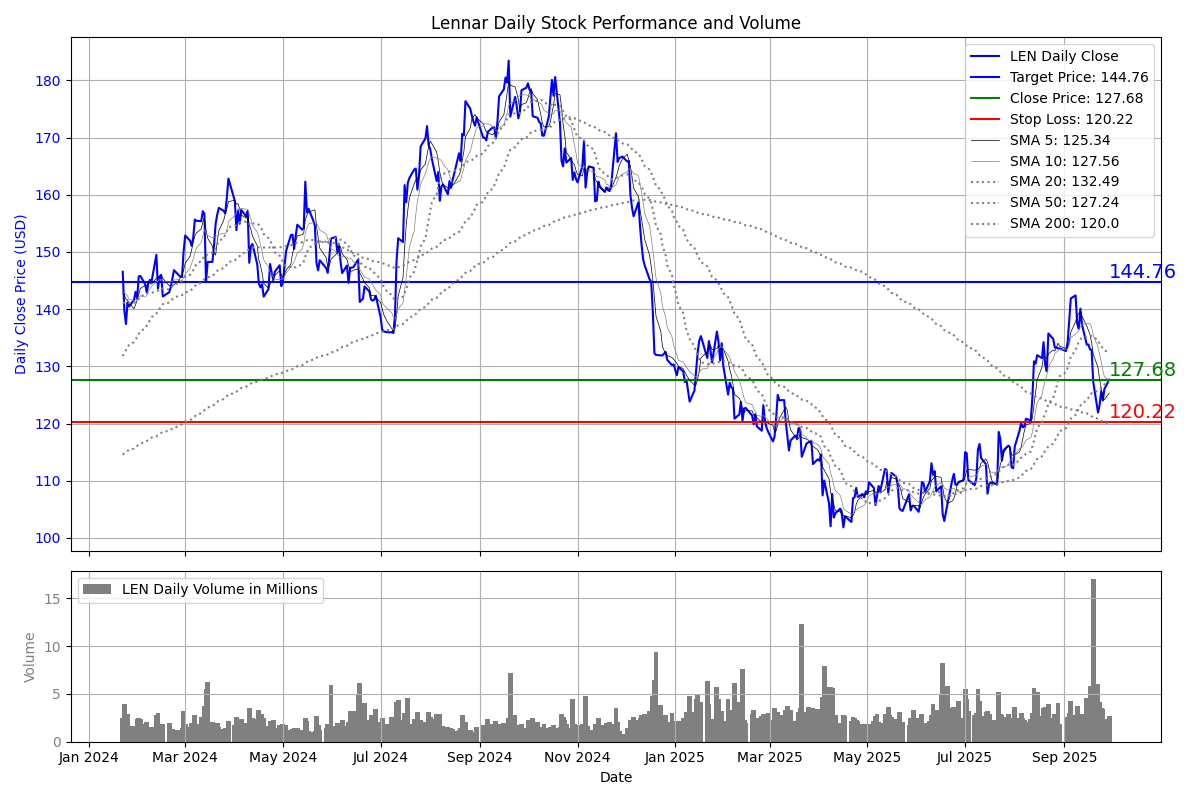 Lennar Daily Stock Performance and Volume
LEN Daily Close
Target Price: 144.76
Close Price: 127.68
Stop Loss: 120.22
SMA 5: 125.34
SMA 10: 127.56
SMA 20: 132.49
SMA 50: 127.24
SMA 200: 120.0
Daily Close Price (USD)
180
170
160
150
140
130
120
110
100
144.76
127.68
120.22
LEN Daily Volume in Millions
Volume
15
10
5
0
Jan 2024 Mar 2024 May 2024 Jul 2024 Sep 2024 Nov 2024 Jan 2025 Mar 2025 May 2025 Jul 2025 Sep 2025
Date